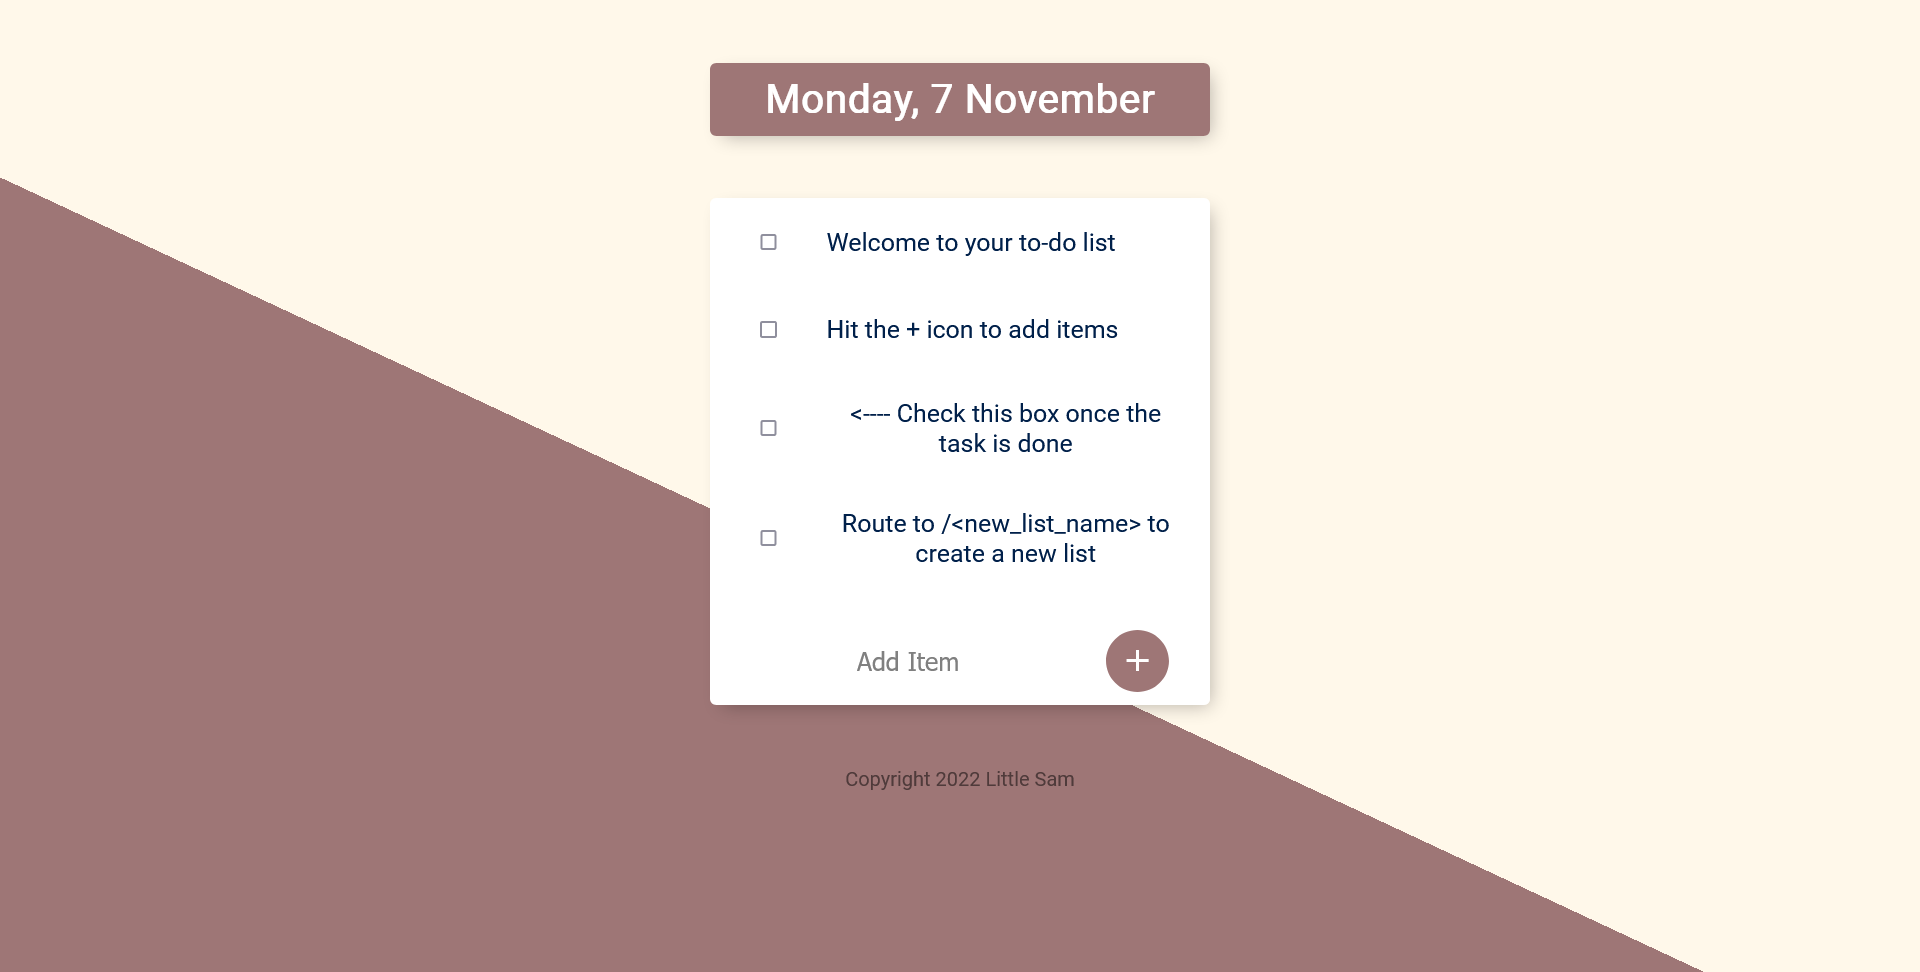 Monday, 7 November
Welcome to your to-do list
Hit the + icon to add items
<---- Check this box once the
task is done
Route to /<new_list_name> to
create a new list
Add Item
+
Copyright 2022 Little Sam